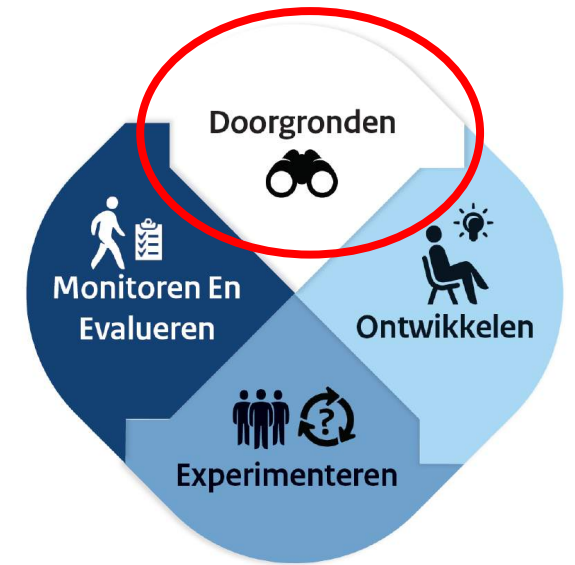 Doorgronden
Monitoren En
Evalueren
Ontwikkelen
?
Experimenteren